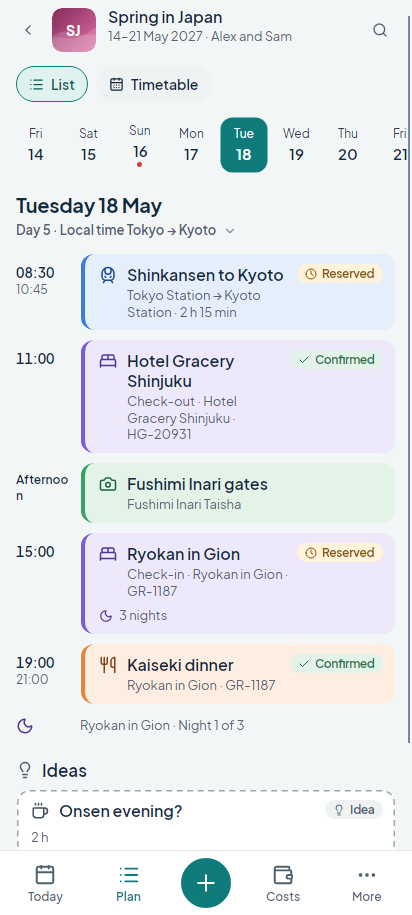 SJ
Spring in Japan
14–21 May 2027 · Alex and Sam
List
Timetable
Fri Sat Sun Mon Tue Wed Thu Fri
14 15 16 17 18 19 20 21
Tuesday 18 May
Day 5 · Local time Tokyo → Kyoto
08:30
10:45
Shinkansen to Kyoto
Reserved
Tokyo Station → Kyoto
Station · 2 h 15 min
11:00
Hotel Gracery
Shinjuku
Confirmed
Check-out · Hotel
Gracery Shinjuku ·
HG-20931
Afternoo
n
Fushimi Inari gates
Fushimi Inari Taisha
15:00
Ryokan in Gion
Reserved
Check-in · Ryokan in Gion ·
GR-1187
3 nights
19:00
21:00
Kaiseki dinner
Confirmed
Ryokan in Gion · GR-1187
Ryokan in Gion · Night 1 of 3
Ideas
Onsen evening?
Idea
2 h
Today
Plan
Costs
More